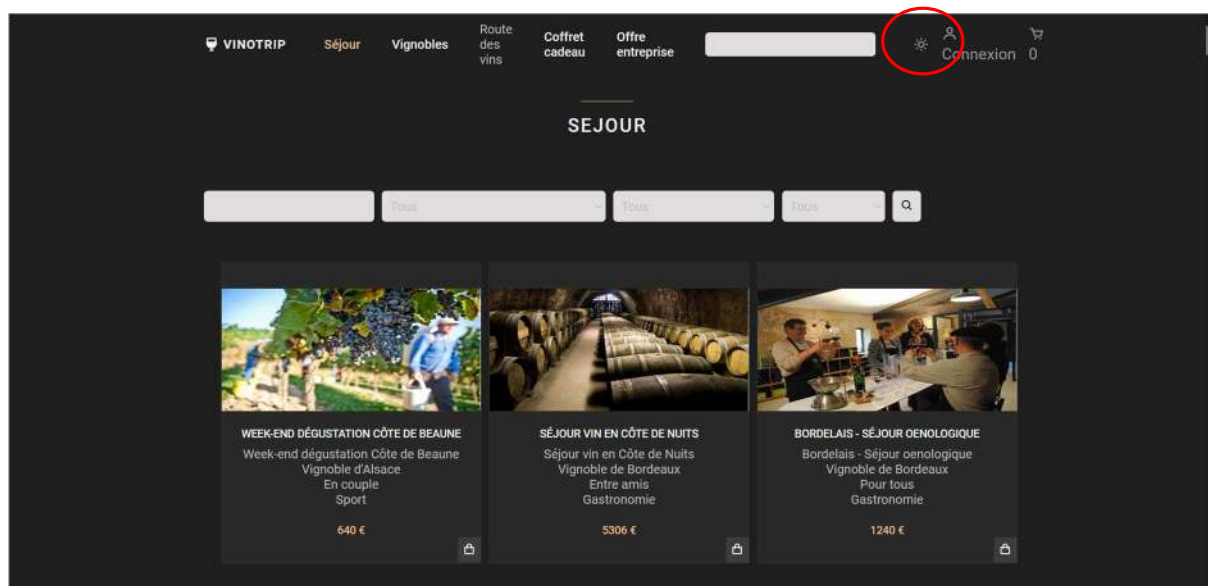 VINOTRIP
Séjour
Vignobles
Route
des
vins
Coffret
cadeau
Offre
entreprise
Connexion
0
SEJOUR
Tous
Tous
Tous
WEEK-END DÉGUSTATION CÔTE DE BEAUNE
Week-end dégustation Côte de Beaune
Vignoble d'Alsace
En couple
Sport
640 €
SÉJOUR VIN EN CÔTE DE NUITS
Séjour vin en Côte de Nuits
Vignoble de Bordeaux
Entre amis
Gastronomie
5306 €
BORDELAIS - SÉJOUR OENOLOGIQUE
Bordelais - Séjour oenologique
Vignoble de Bordeaux
Pour tous
Gastronomie
1240 €